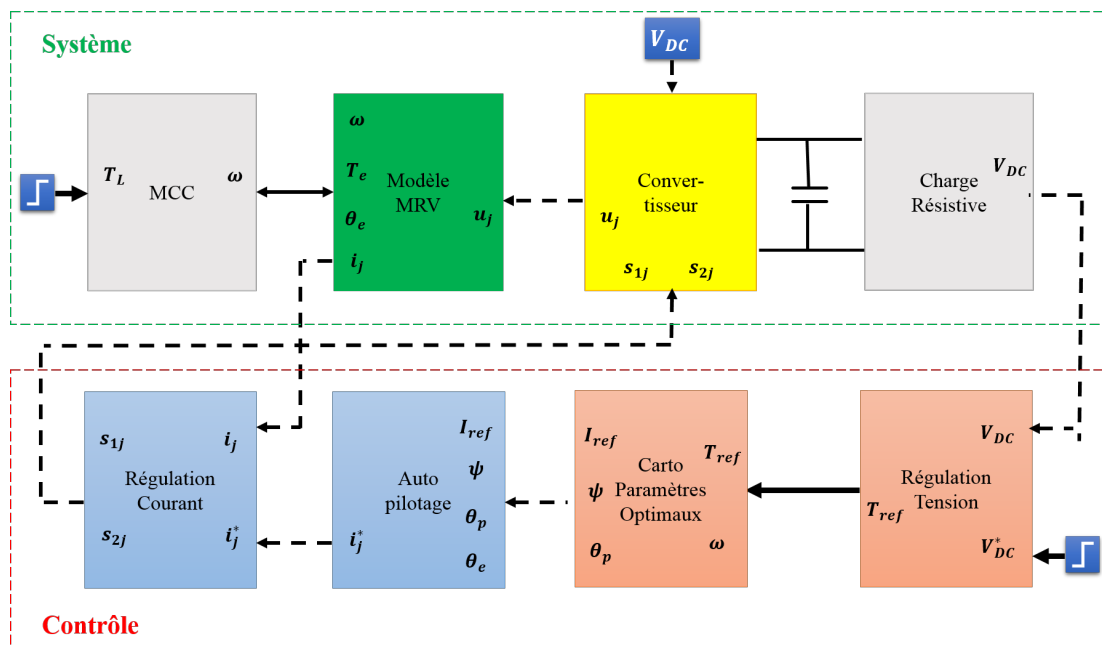 Système
V_DC
T_L
MCC
ω
ω
T_e
θ_e
i_j
Modèle
MRV
u_j
Conver-
tisseur
u_j
s_1j s_2j
Charge
Résistive
V_DC
s_1j
s_2j
Régulation
Courant
i_j
i_j^*
Auto
pilotage
i_j^*
I_ref
ψ
θ_p
θ_e
I_ref
ψ
θ_p
Carto
Paramètres
Optimaux
T_ref
ω
Régulation
Tension
T_ref
V_DC
V_DC^*
Contrôle